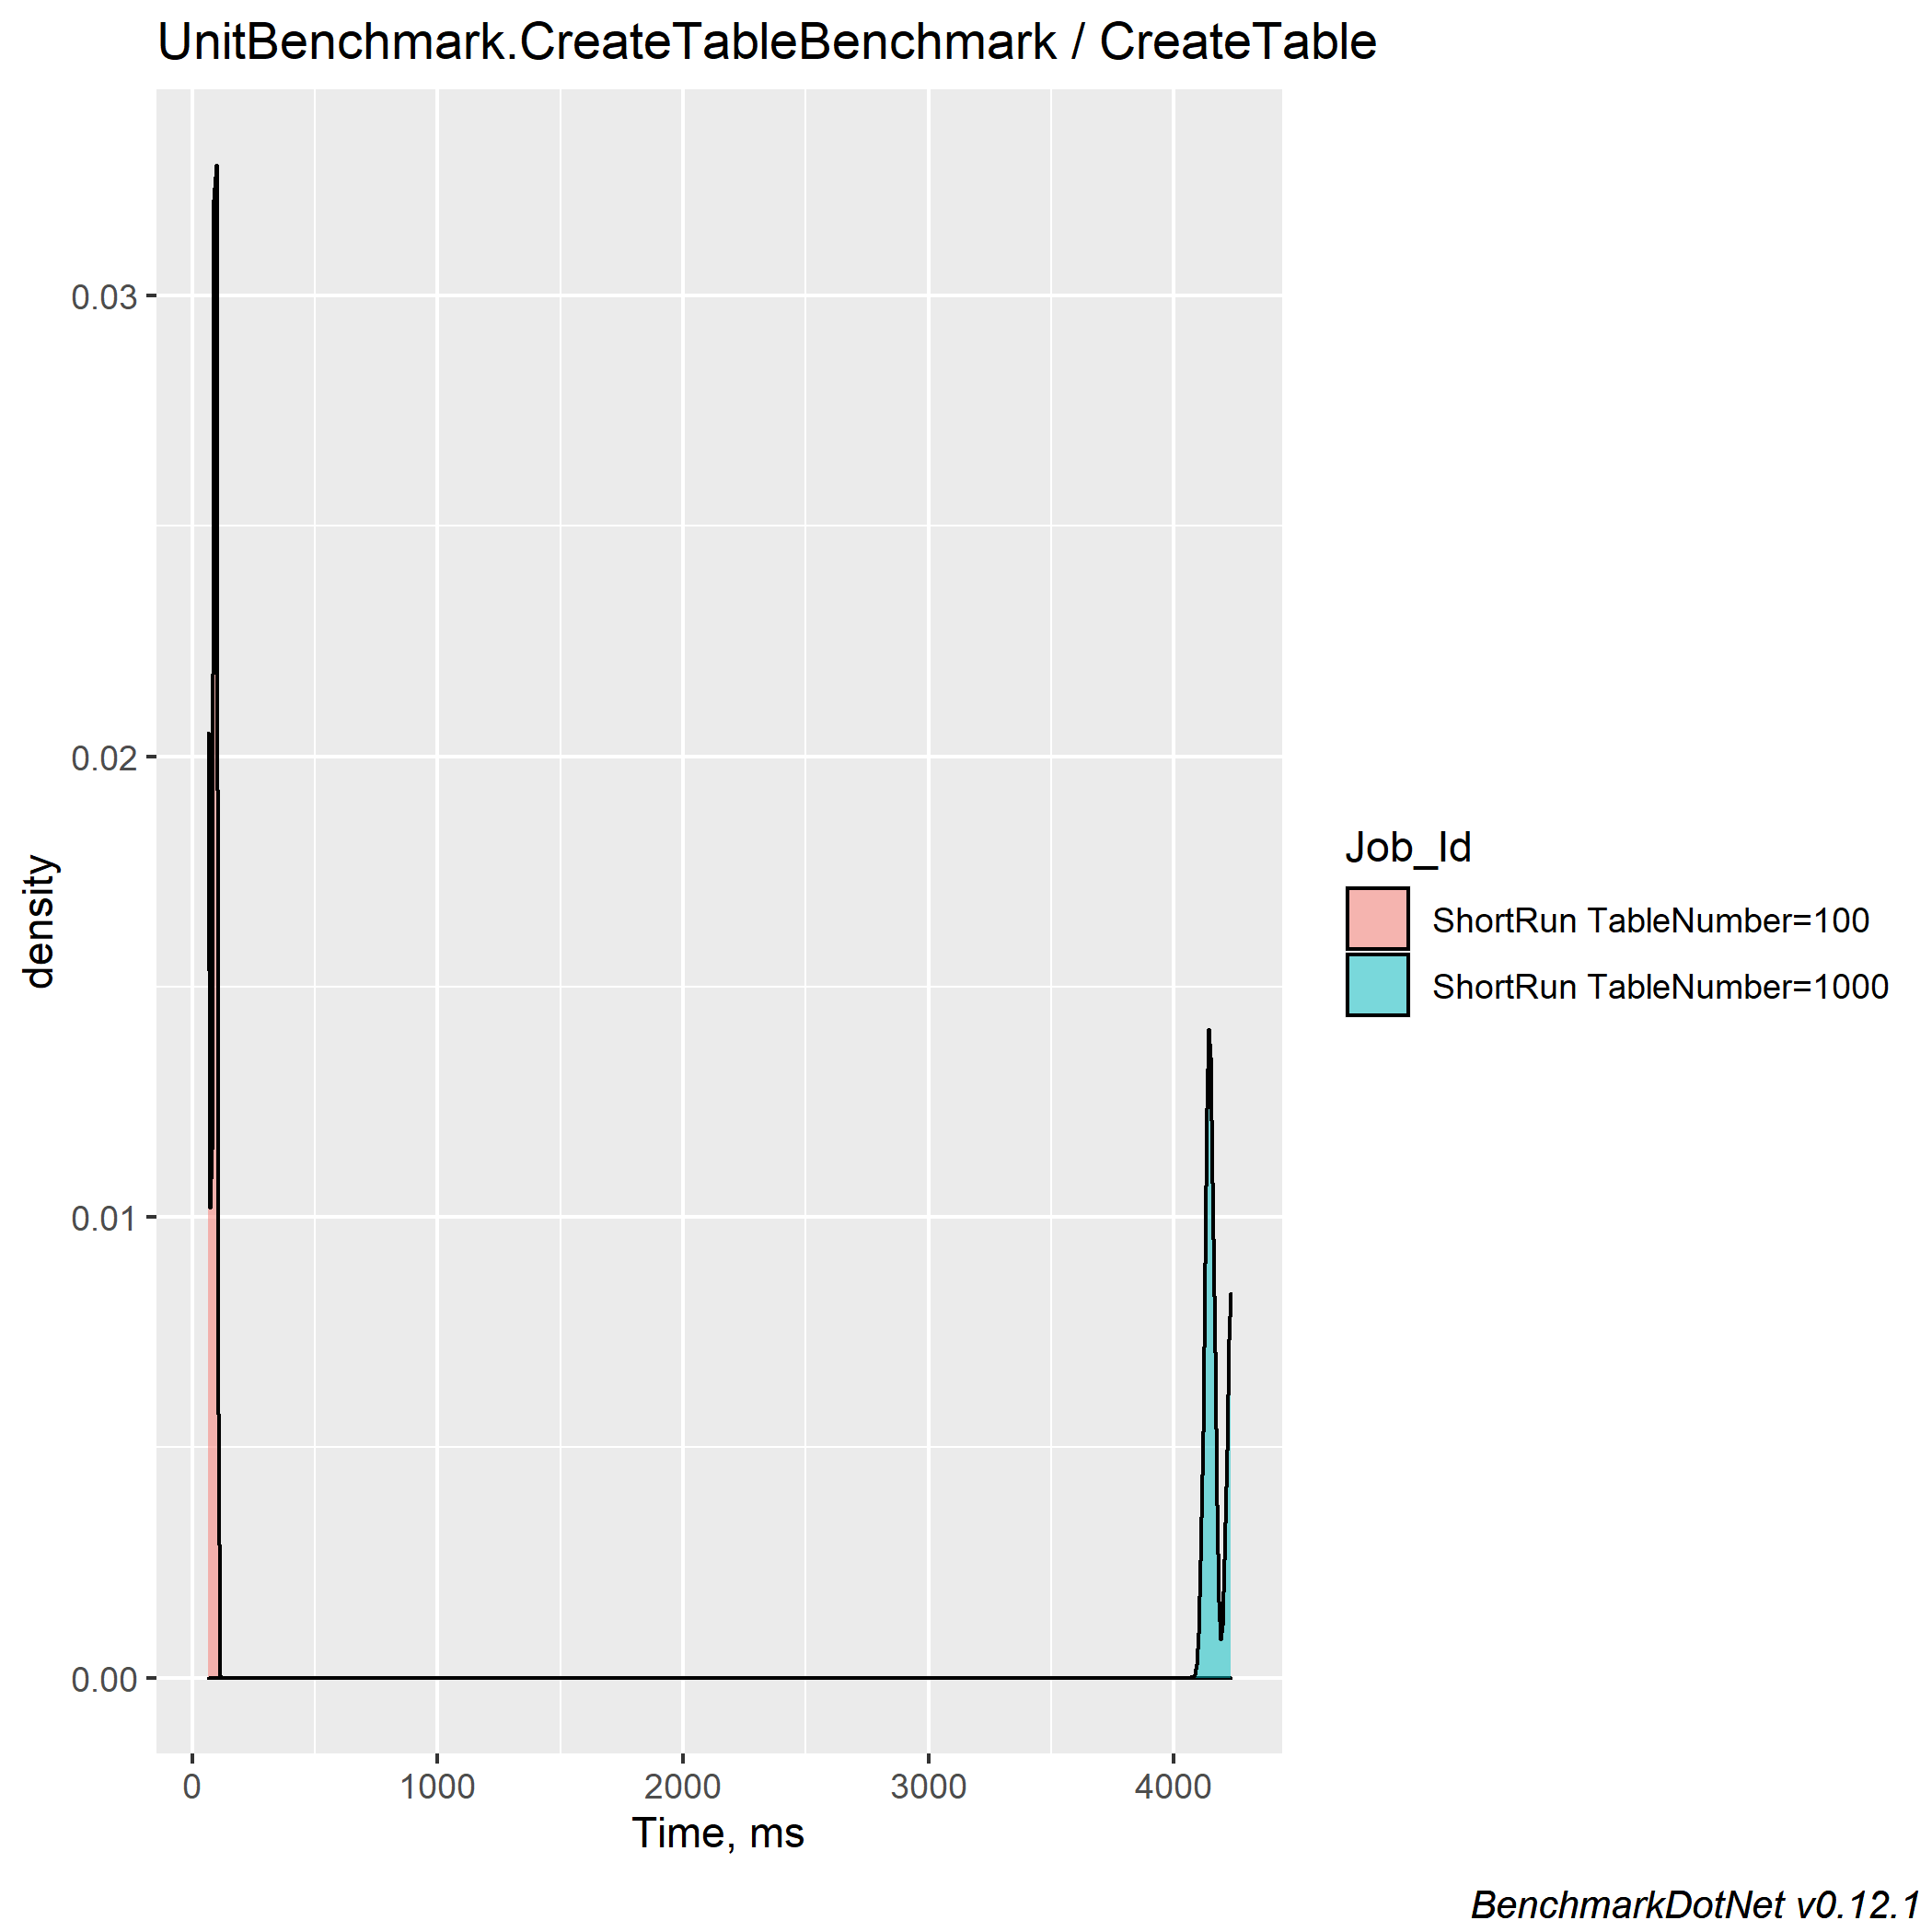 UnitBenchmark.CreateTableBenchmark / CreateTable
0.03
0.02
0.01
0.00
density
0 1000 2000 3000 4000
Time, ms
Job_Id
ShortRun TableNumber=100
ShortRun TableNumber=1000
BenchmarkDotNet v0.12.1